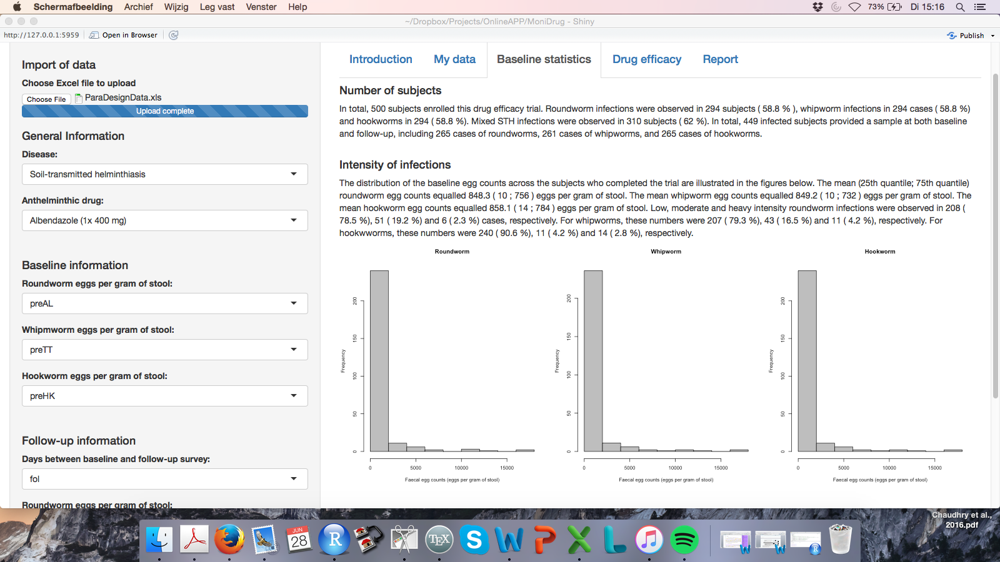 Schermafbeelding Archief Wijzig Leg vast Venster Help 73% Di 15:16
~/Dropbox/Projects/OnlineAPP/MoniDrug - Shiny
http://127.0.0.1:5959 Open in Browser Publish
Import of data
Choose Excel file to upload
Choose File ParaDesignData.xls
Upload complete
General Information
Disease:
Soil-transmitted helminthiasis
Anthelminthic drug:
Albendazole (1x 400 mg)
Baseline information
Roundworm eggs per gram of stool:
preAL
Whipmworm eggs per gram of stool:
preTT
Hookworm eggs per gram of stool:
preHK
Follow-up information
Days between baseline and follow-up survey:
fol
Roundworm eggs per gram of stool:
Introduction My data Baseline statistics Drug efficacy Report
Number of subjects
In total, 500 subjects enrolled this drug efficacy trial. Roundworm infections were observed in 294 subjects ( 58.8 % ), whipworm infections in 294 cases ( 58.8 %)
and hookworms in 294 ( 58.8 %). Mixed STH infections were observed in 310 subjects ( 62 %). In total, 449 infected subjects provided a sample at both baseline
and follow-up, including 265 cases of roundworms, 261 cases of whipworms, and 265 cases of hookworms.
Intensity of infections
The distribution of the baseline egg counts across the subjects who completed the trial are illustrated in the figures below. The mean (25th quantile; 75th quantile)
roundworm egg counts equalled 848.3 ( 10 ; 756 ) eggs per gram of stool. The mean whipworm egg counts equalled 849.2 ( 10 ; 732 ) eggs per gram of stool. The
mean hookworm egg counts equalled 858.1 ( 14 ; 784 ) eggs per gram of stool. Low, moderate and heavy intensity roundworm infections were observed in 208 (
78.5 %), 51 ( 19.2 %) and 6 ( 2.3 %) cases, respectively. For whipworms, these numbers were 207 ( 79.3 %), 43 ( 16.5 %) and 11 ( 4.2 %), respectively. For
hookwworms, these numbers were 240 ( 90.6 %), 11 ( 4.2 %) and 14 ( 2.8 %), respectively.
Roundworm
Frequency
200
150
100
50
0
0 5000 10000 15000
Faecal egg counts (eggs per gram of stool)
Whipworm
Frequency
200
150
100
50
0
0 5000 10000 15000
Faecal egg counts (eggs per gram of stool)
Hookworm
Frequency
200
150
100
50
0
0 5000 10000 15000
Faecal egg counts (eggs per gram of stool)
Chaudhry et al.,
2016.pdf
JUN
28
R
TEX